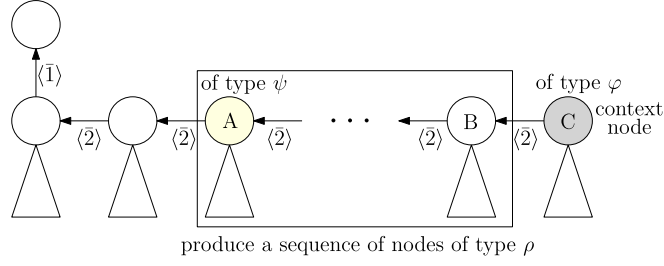 ⟨1̄⟩
of type ψ
of type φ
A
B
C
context
node
⟨2̄⟩
⟨2̄⟩
⟨2̄⟩
· · ·
⟨2̄⟩
⟨2̄⟩
produce a sequence of nodes of type ρ